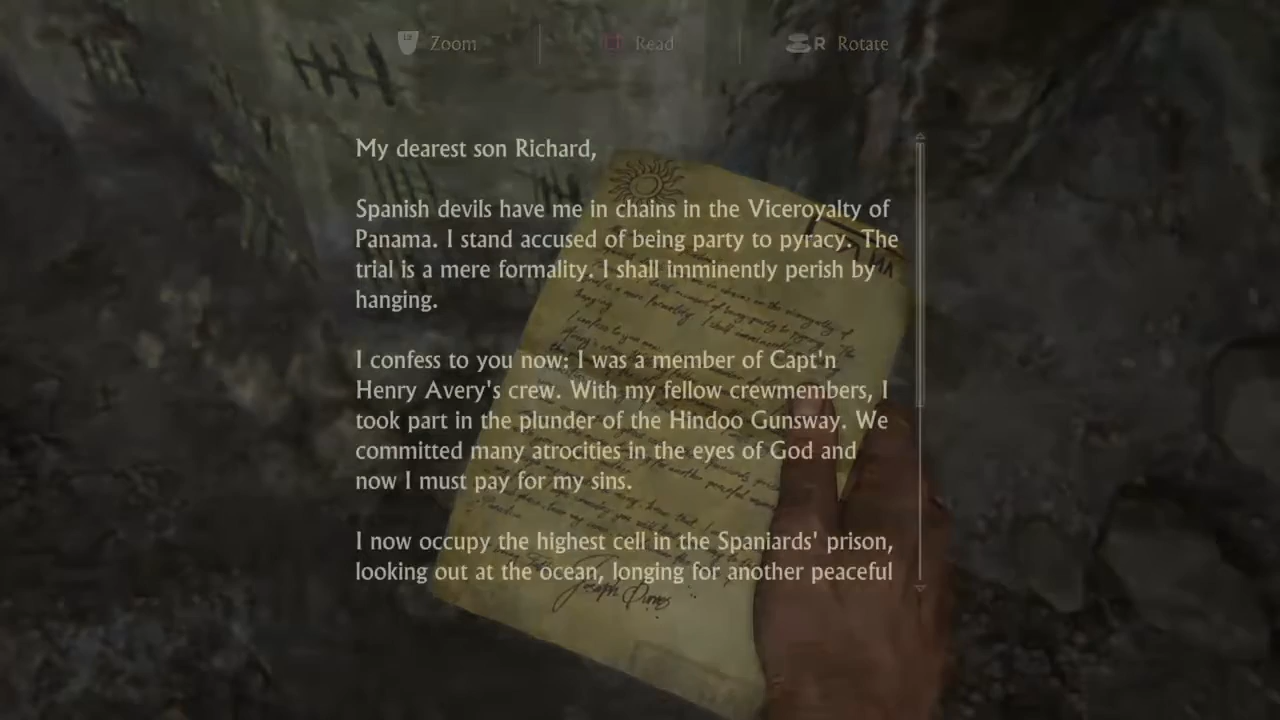 L2 Zoom
Read
R Rotate
My dearest son Richard,
Spanish devils have me in chains in the Viceroyalty of
Panama. I stand accused of being party to pyracy. The
trial is a mere formality. I shall imminently perish by
hanging.
I confess to you now: I was a member of Capt'n
Henry Avery's crew. With my fellow crewmembers, I
took part in the plunder of the Hindoo Gunsway. We
committed many atrocities in the eyes of God and
now I must pay for my sins.
I now occupy the highest cell in the Spaniards' prison,
looking out at the ocean, longing for another peaceful
Joseph